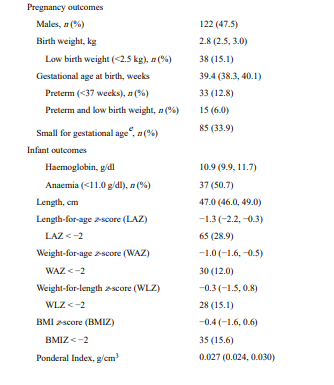 Pregnancy outcomes
Males, n (%) 122 (47.5)
Birth weight, kg 2.8 (2.5, 3.0)
Low birth weight (<2.5 kg), n (%) 38 (15.1)
Gestational age at birth, weeks 39.4 (38.3, 40.1)
Preterm (<37 weeks), n (%) 33 (12.8)
Preterm and low birth weight, n (%) 15 (6.0)
Small for gestational age e, n (%) 85 (33.9)
Infant outcomes
Haemoglobin, g/dl 10.9 (9.9, 11.7)
Anaemia (<11.0 g/dl), n (%) 37 (50.7)
Length, cm 47.0 (46.0, 49.0)
Length-for-age z-score (LAZ) −1.3 (−2.2, −0.3)
LAZ < −2 65 (28.9)
Weight-for-age z-score (WAZ) −1.0 (−1.6, −0.5)
WAZ < −2 30 (12.0)
Weight-for-length z-score (WLZ) −0.3 (−1.5, 0.8)
WLZ < −2 28 (15.1)
BMI z-score (BMIZ) −0.4 (−1.6, 0.6)
BMIZ < −2 35 (15.6)
Ponderal Index, g/cm³ 0.027 (0.024, 0.030)